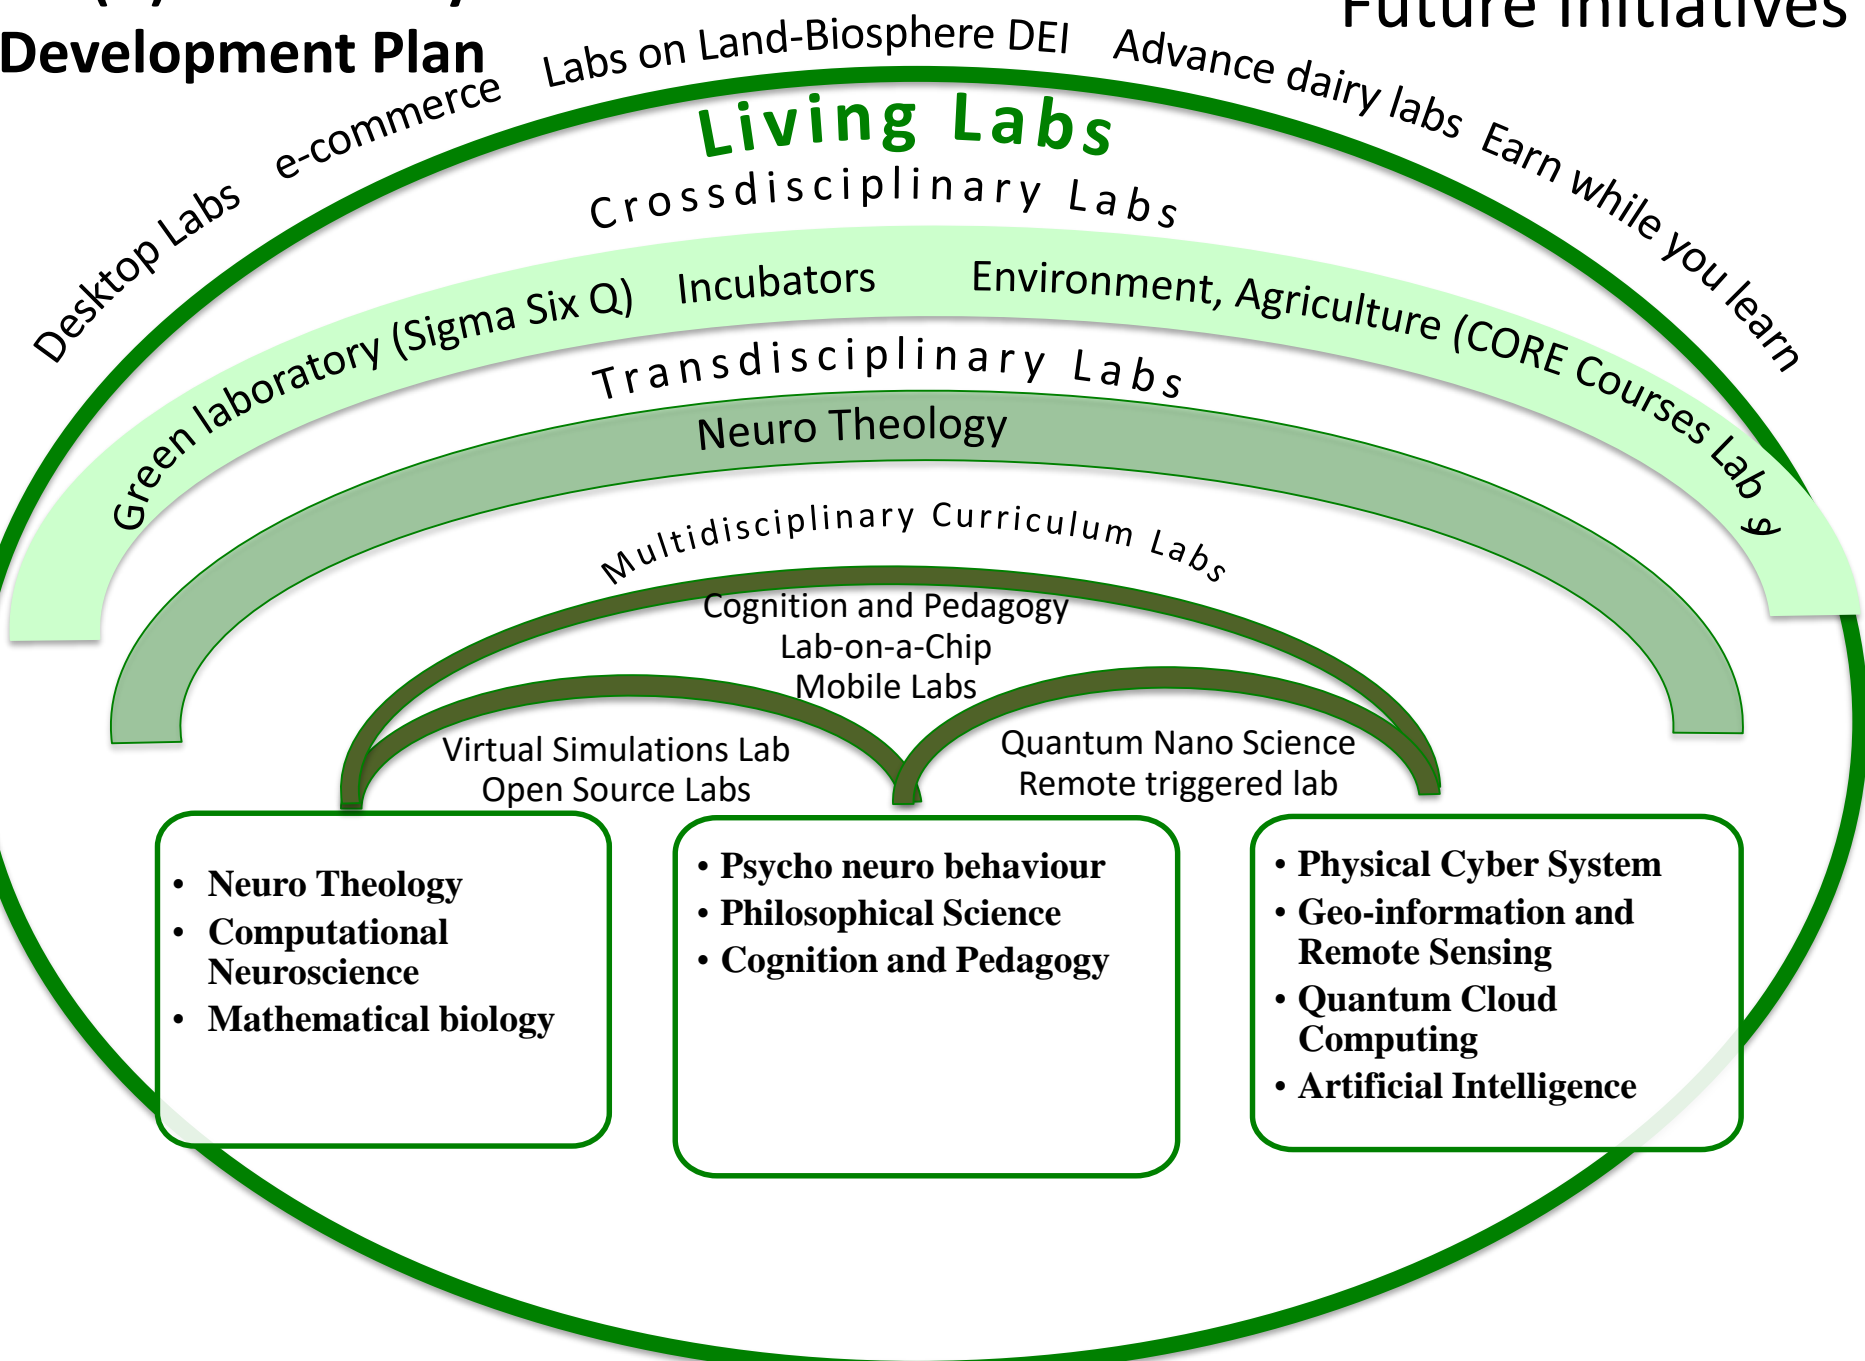 Development Plan
Future Initiatives
Desktop Labs e-commerce Labs on Land-Biosphere DEI Advance dairy labs Earn while you learn
Living Labs
Crossdisciplinary Labs
Green laboratory (Sigma Six Q) Incubators Environment, Agriculture (CORE Courses Lab
Transdisciplinary Labs
Neuro Theology
Multidisciplinary Curriculum Labs
Cognition and Pedagogy
Lab-on-a-Chip
Mobile Labs
Virtual Simulations Lab
Open Source Labs
Quantum Nano Science
Remote triggered lab
• Neuro Theology
• Computational
Neuroscience
• Mathematical biology
• Psycho neuro behaviour
• Philosophical Science
• Cognition and Pedagogy
• Physical Cyber System
• Geo-information and
Remote Sensing
• Quantum Cloud
Computing
• Artificial Intelligence